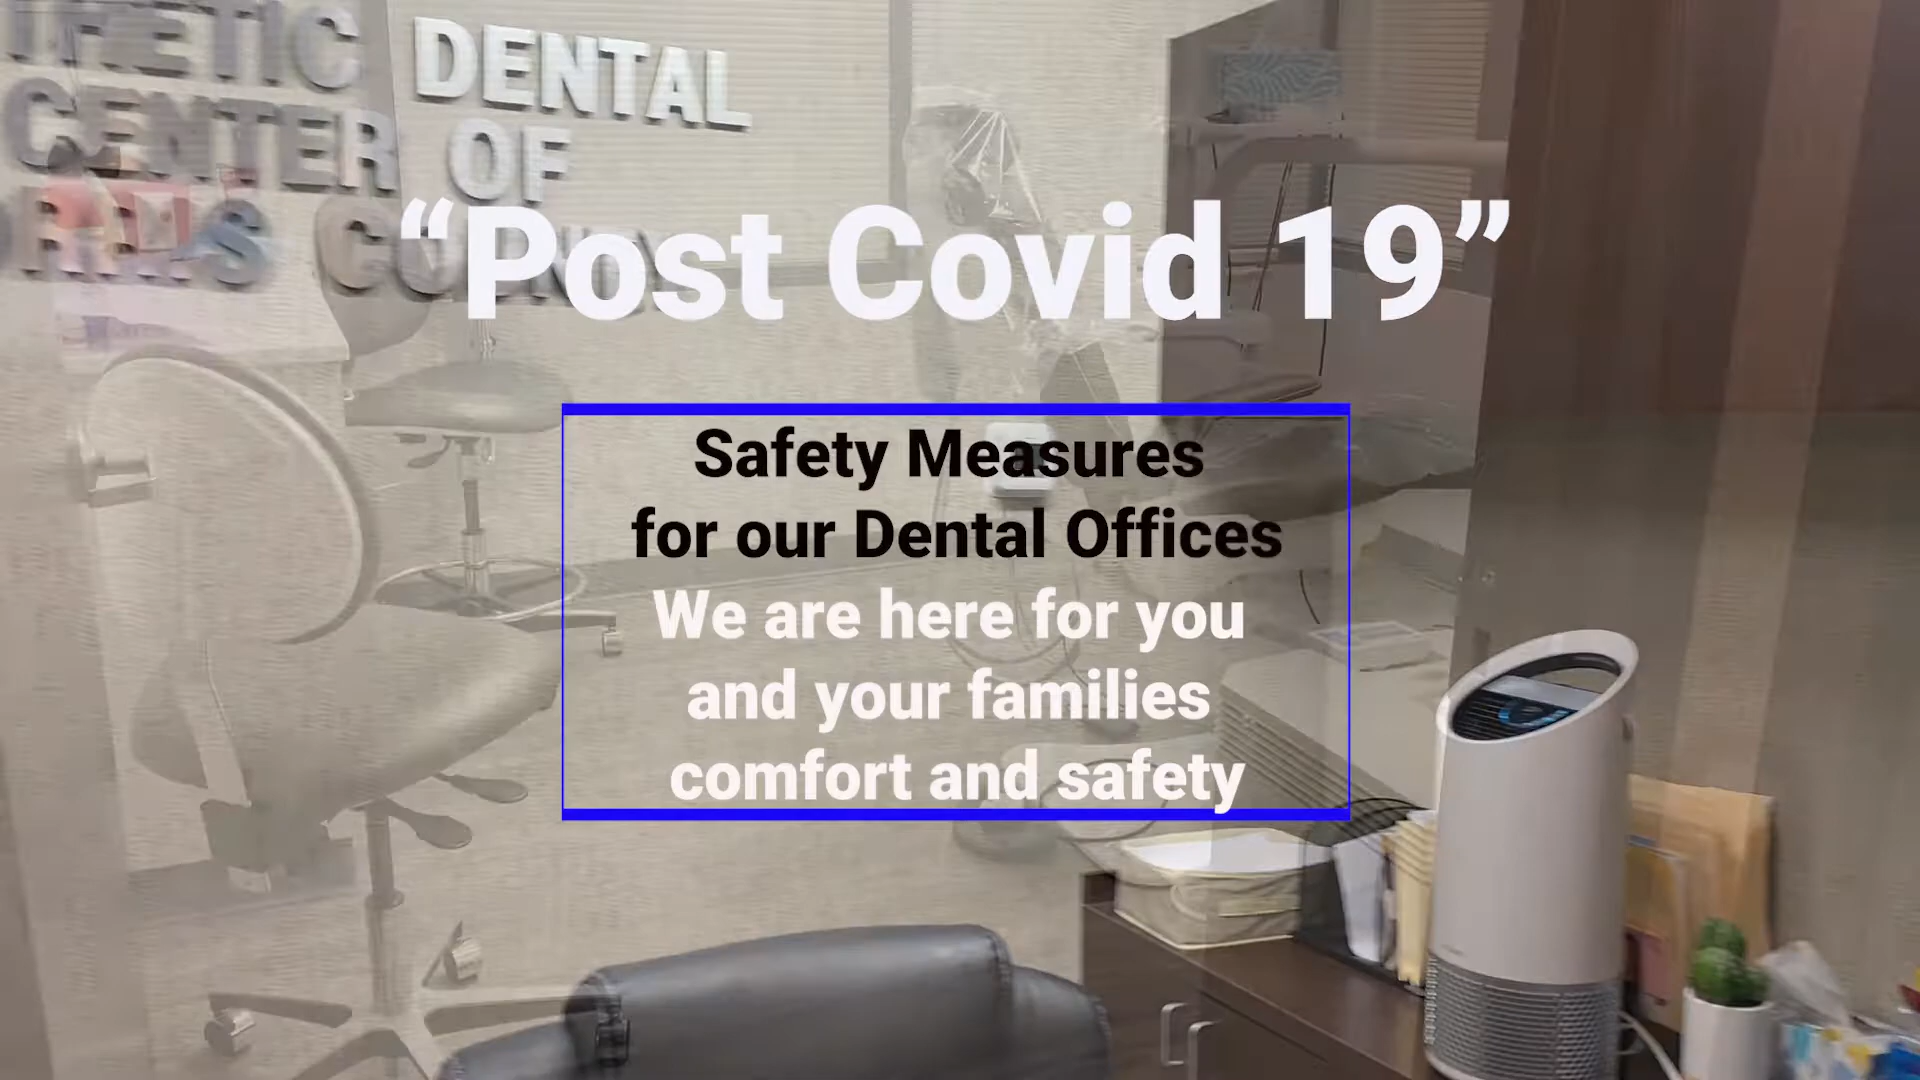 DENTAL
CENTER OF
“Post Covid 19”
Safety Measures
for our Dental Offices
We are here for you
and your families
comfort and safety